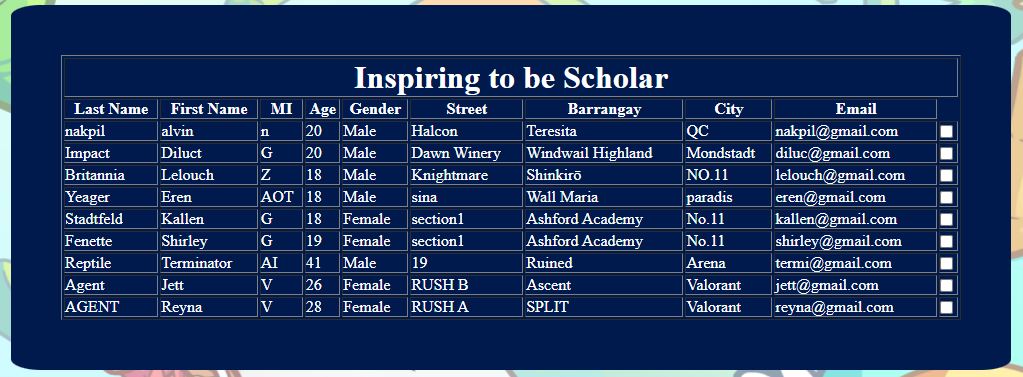 Inspiring to be Scholar
Last Name First Name MI Age Gender Street Barrangay City Email
nakpil alvin n 20 Male Halcon Teresita QC nakpil@gmail.com
Impact Diluct G 20 Male Dawn Winery Windwail Highland Mondstadt diluc@gmail.com
Britannia Lelouch Z 18 Male Knightmare Shinkirō NO.11 lelouch@gmail.com
Yeager Eren AOT 18 Male sina Wall Maria paradis eren@gmail.com
Stadtfeld Kallen G 18 Female section1 Ashford Academy No.11 kallen@gmail.com
Fenette Shirley G 19 Female section1 Ashford Academy No.11 shirley@gmail.com
Reptile Terminator AI 41 Male 19 Ruined Arena termi@gmail.com
Agent Jett V 26 Female RUSH B Ascent Valorant jett@gmail.com
AGENT Reyna V 28 Female RUSH A SPLIT Valorant reyna@gmail.com